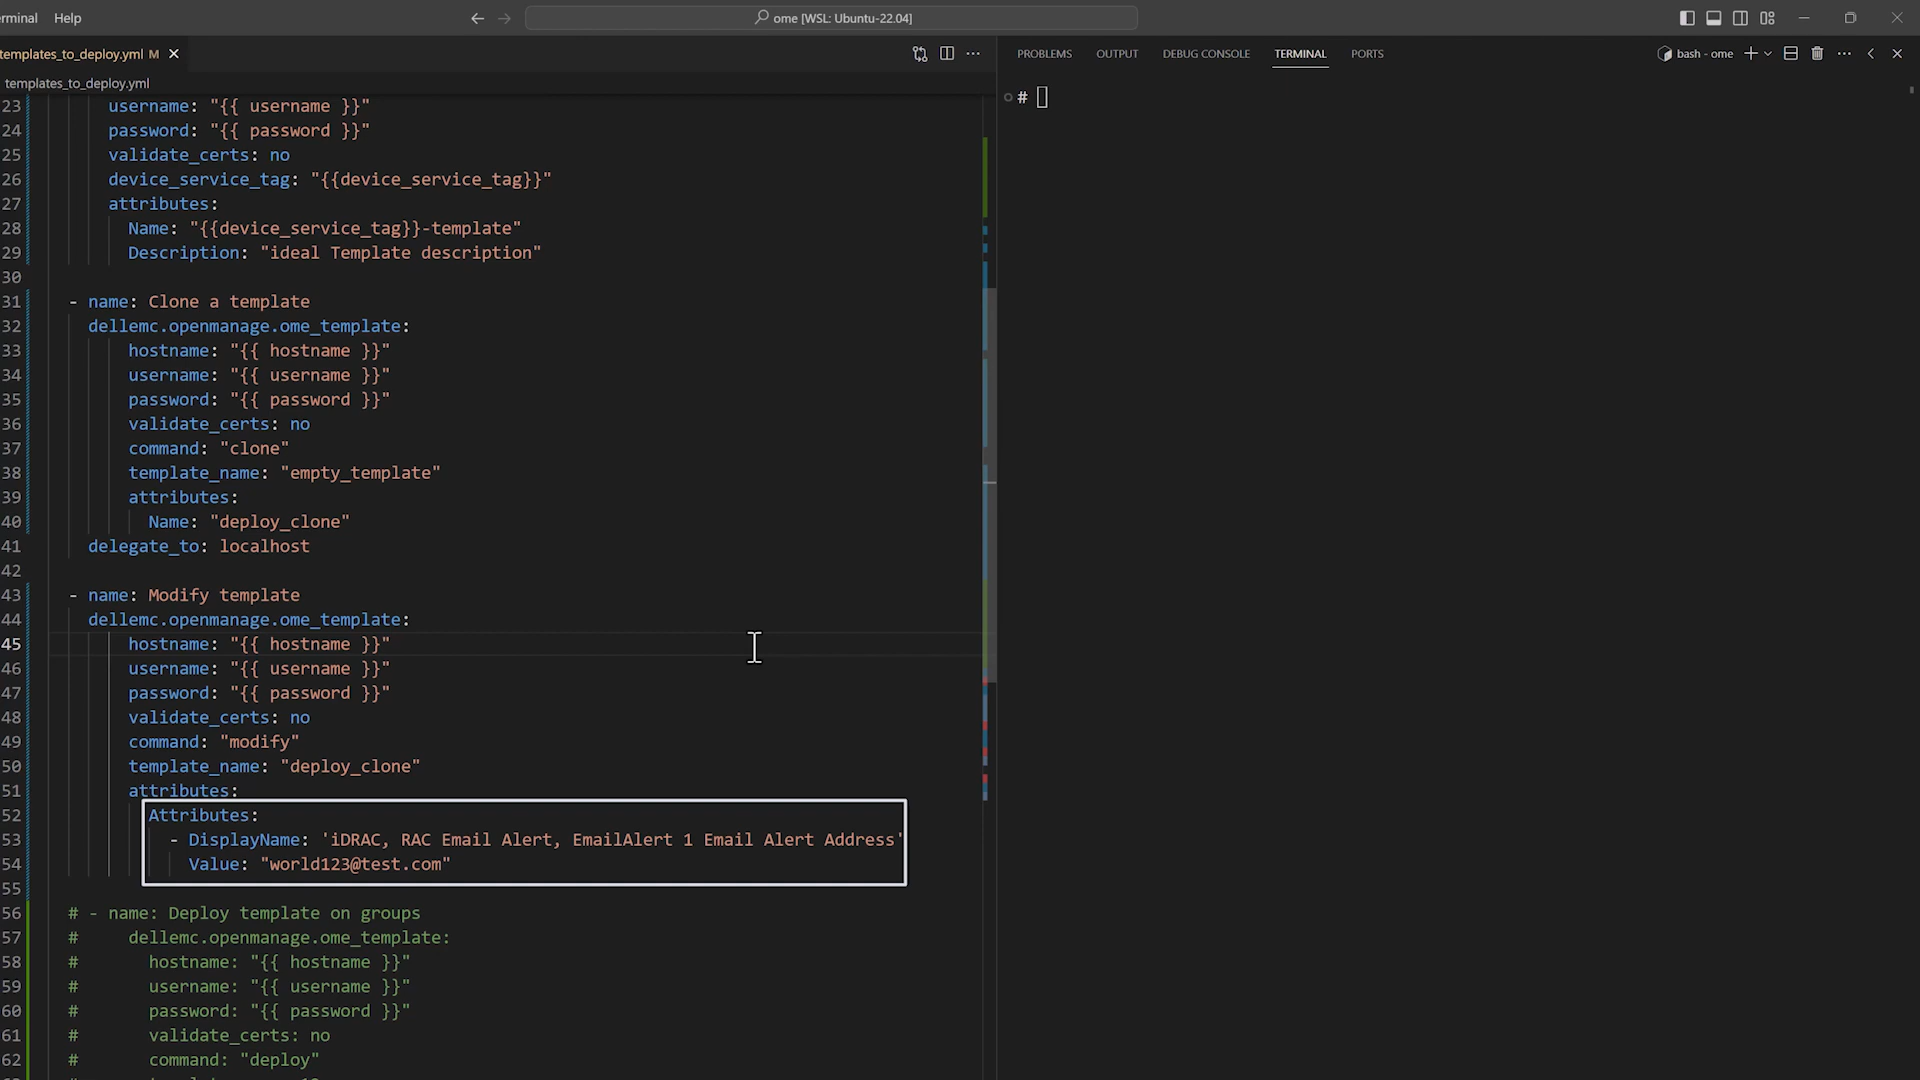 rminal Help
ome [WSL: Ubuntu-22.04]
templates_to_deploy.yml M
PROBLEMS OUTPUT DEBUG CONSOLE TERMINAL PORTS
bash - ome
templates_to_deploy.yml
#
23 username: "{{ username }}"
24 password: "{{ password }}"
25 validate_certs: no
26 device_service_tag: "{{device_service_tag}}"
27 attributes:
28 Name: "{{device_service_tag}}-template"
29 Description: "ideal Template description"
30
31 - name: Clone a template
32 dellemc.openmanage.ome_template:
33 hostname: "{{ hostname }}"
34 username: "{{ username }}"
35 password: "{{ password }}"
36 validate_certs: no
37 command: "clone"
38 template_name: "empty_template"
39 attributes:
40 Name: "deploy_clone"
41 delegate_to: localhost
42
43 - name: Modify template
44 dellemc.openmanage.ome_template:
45 hostname: "{{ hostname }}"
46 username: "{{ username }}"
47 password: "{{ password }}"
48 validate_certs: no
49 command: "modify"
50 template_name: "deploy_clone"
51 attributes:
52 Attributes:
53 - DisplayName: 'iDRAC, RAC Email Alert, EmailAlert 1 Email Alert Address'
54 Value: "world123@test.com"
55
56 # - name: Deploy template on groups
57 # dellemc.openmanage.ome_template:
58 # hostname: "{{ hostname }}"
59 # username: "{{ username }}"
60 # password: "{{ password }}"
61 # validate_certs: no
62 # command: "deploy"